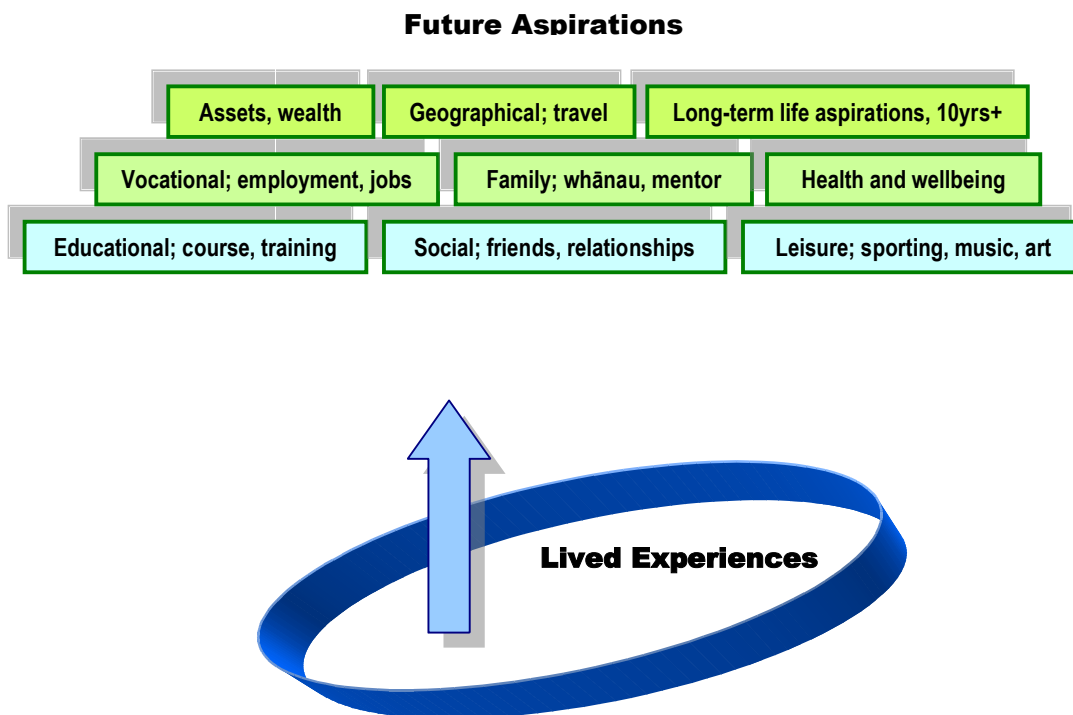 Future Aspirations
Assets, wealth
Geographical; travel
Long-term life aspirations, 10yrs+
Vocational; employment, jobs
Family; whānau, mentor
Health and wellbeing
Educational; course, training
Social; friends, relationships
Leisure; sporting, music, art
Lived Experiences